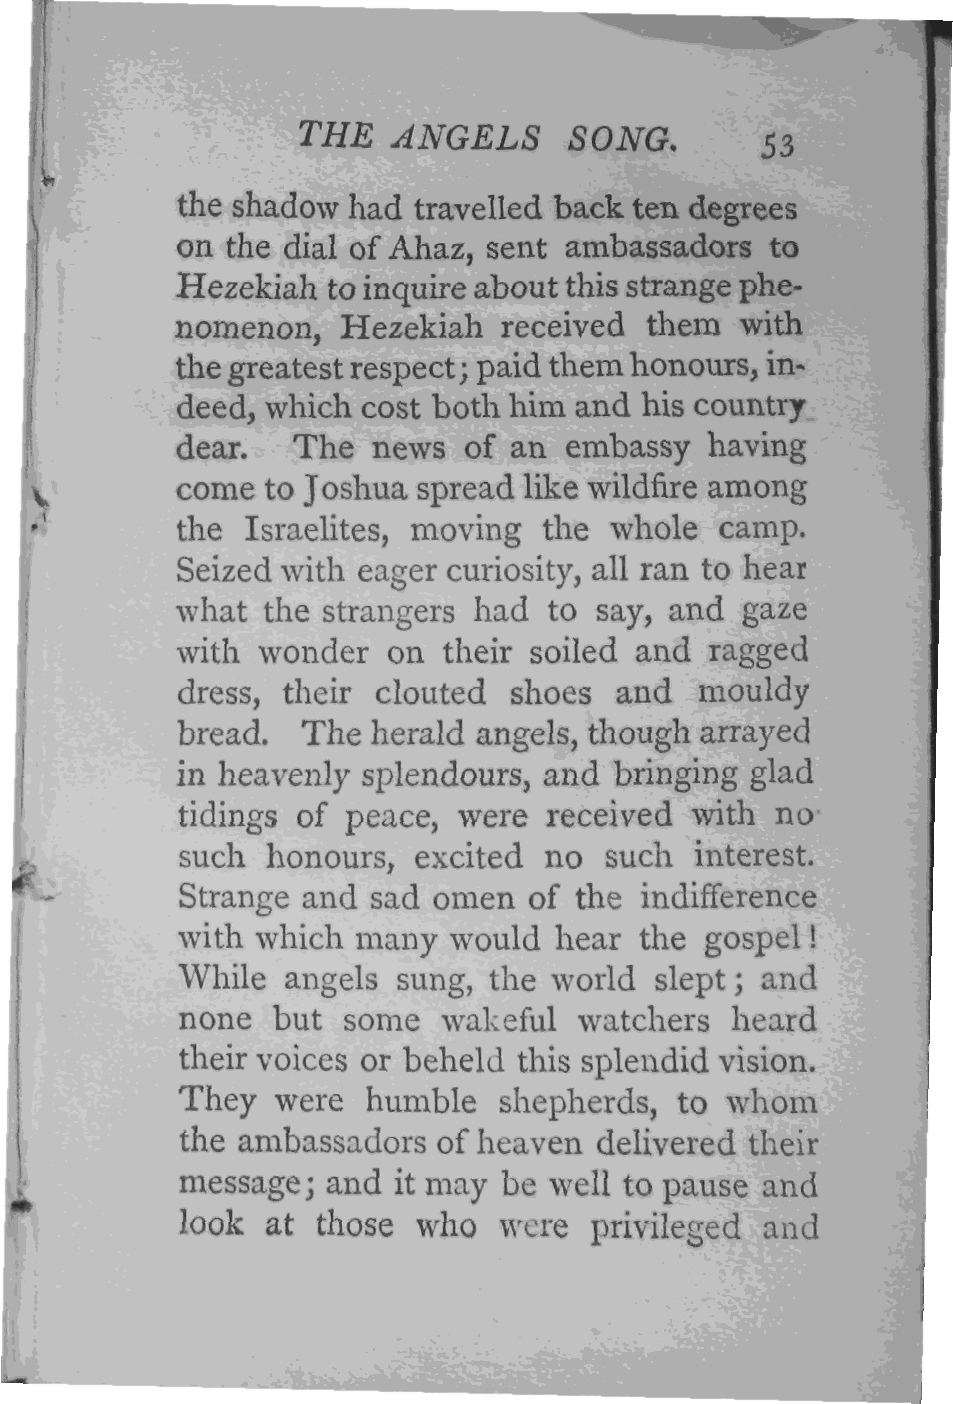 THE ANGELS SONG. 53
the shadow had travelled back ten degrees
on the dial of Ahaz, sent ambassadors to
Hezekiah to inquire about this strange phe-
nomenon, Hezekiah received them with
the greatest respect; paid them honours, in-
deed, which cost both him and his country
dear. The news of an embassy having
come to Joshua spread like wildfire among
the Israelites, moving the whole camp.
Seized with eager curiosity, all ran to hear
what the strangers had to say, and gaze
with wonder on their soiled and ragged
dress, their clouted shoes and mouldy
bread. The herald angels, though arrayed
in heavenly splendours, and bringing glad
tidings of peace, were received with no
such honours, excited no such interest.
Strange and sad omen of the indifference
with which many would hear the gospel!
While angels sung, the world slept; and
none but some wakeful watchers heard
their voices or beheld this splendid vision.
They were humble shepherds, to whom
the ambassadors of heaven delivered their
message; and it may be well to pause and
look at those who were privileged and